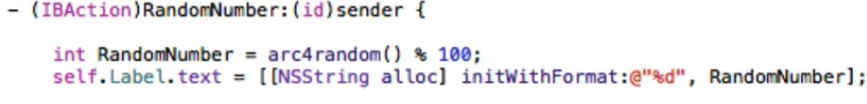 - (IBAction)RandomNumber:(id)sender {
int RandomNumber = arc4random() % 100;
self.Label.text = [[NSString alloc] initWithFormat:@"%d", RandomNumber];